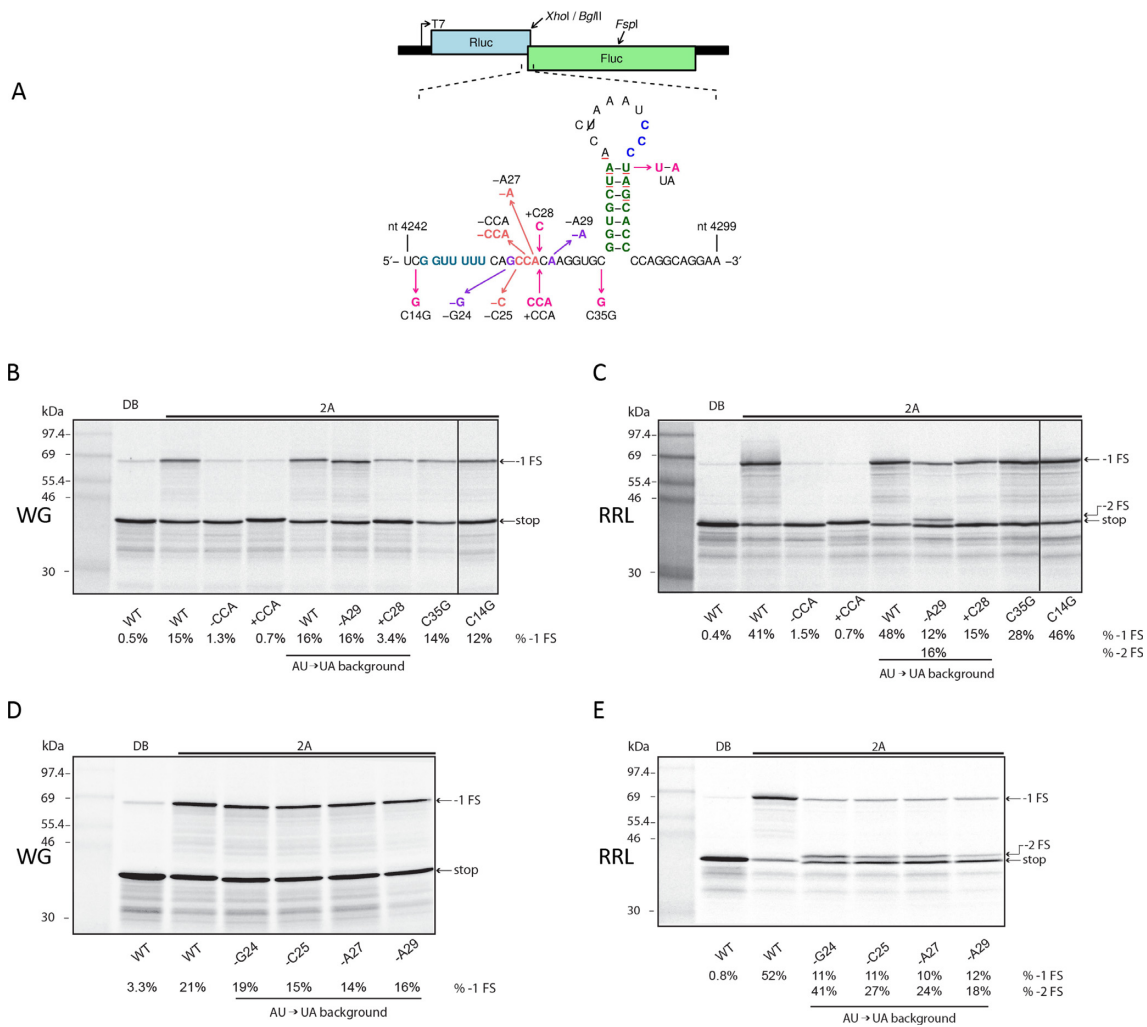 T7
XhoI / BglII
FspI
Rluc
Fluc
A
A A A U
C U C C
C C
A C
A–U U–A
U–A UA
C–G
G–C
U–A
G–C
G–C
–A27
–A
–CCA
–CCA
+C28
C
–A29
–A
nt 4242
nt 4299
5′– UCG GUU UUU CAGCCACAAGGUGC CCAGGCAGGAA –3′
G
C14G
–G
–G24
–C
–C25
CCA
+CCA
G
C35G
B
kDa DB 2A
97.4
69
55.4
46
30
WG
-1 FS
stop
WT WT -CCA +CCA WT -A29 +C28 C35G C14G
0.5% 15% 1.3% 0.7% 16% 16% 3.4% 14% 12% % -1 FS
AU→UA background
C
kDa DB 2A
97.4
69
55.4
46
30
RRL
-1 FS
-2 FS
stop
WT WT -CCA +CCA WT -A29 +C28 C35G C14G
0.4% 41% 1.5% 0.7% 48% 12% 15% 28% 46% % -1 FS
16% % -2 FS
AU→UA background
D
kDa DB 2A
97.4
69
55.4
46
30
WG
-1 FS
stop
WT WT -G24 -C25 -A27 -A29
3.3% 21% 19% 15% 14% 16% % -1 FS
AU→UA background
E
kDa DB 2A
97.4
69
55.4
46
30
RRL
-1 FS
-2 FS
stop
WT WT -G24 -C25 -A27 -A29
0.8% 52% 11% 11% 10% 12% % -1 FS
41% 27% 24% 18% % -2 FS
AU→UA background